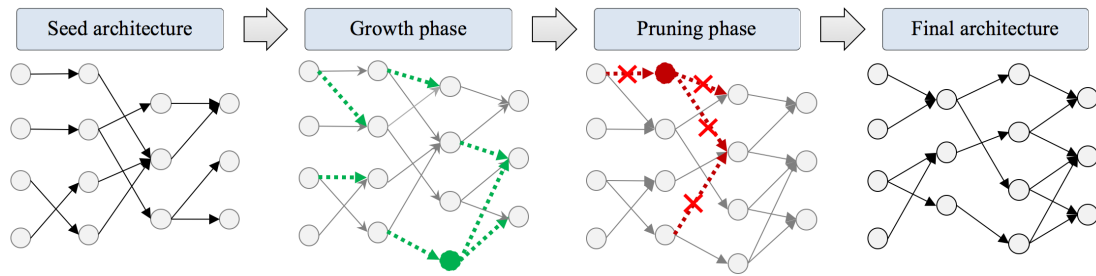 Seed architecture
Growth phase
Pruning phase
Final architecture